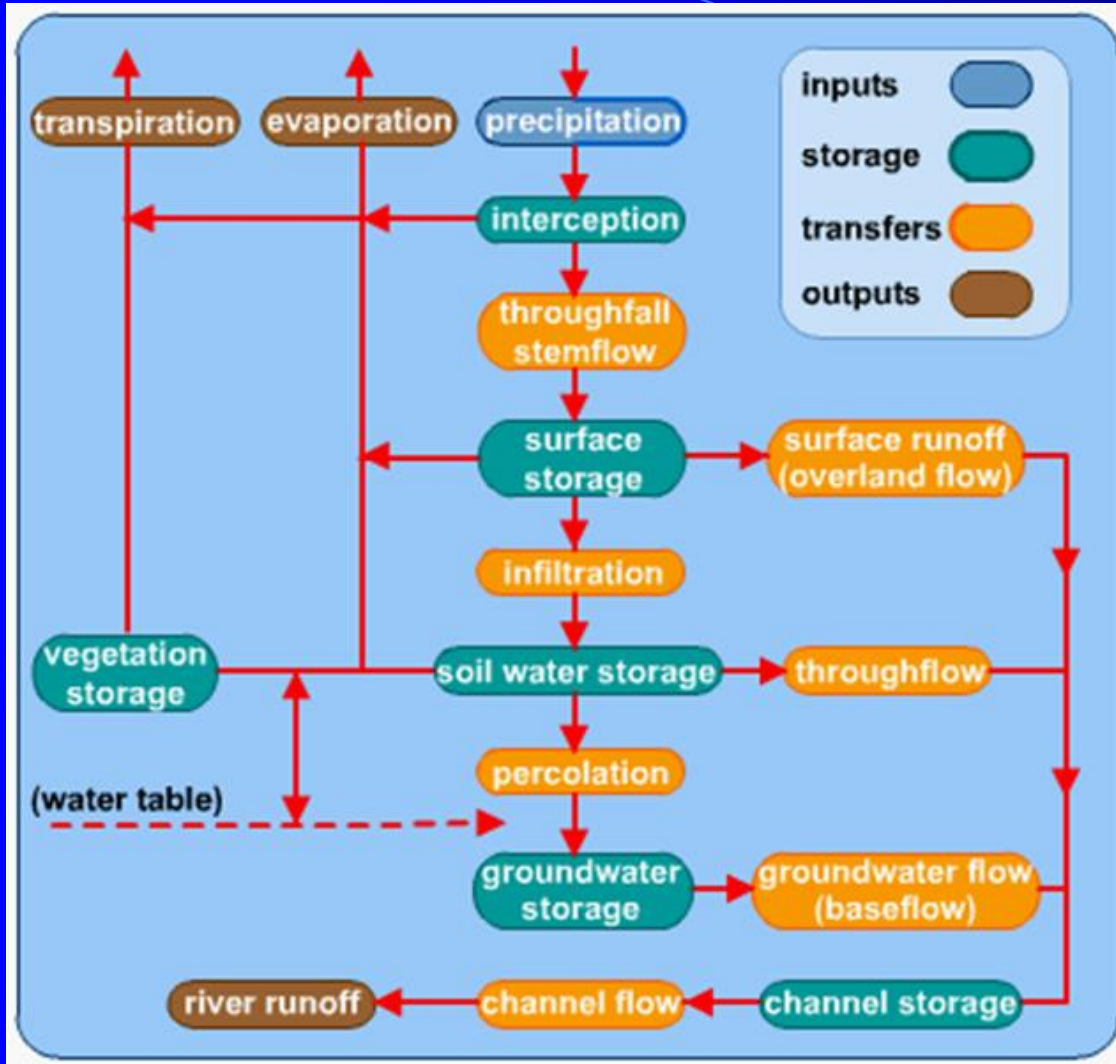 transpiration
evaporation
precipitation
inputs
storage
transfers
outputs
interception
throughfall
stemflow
surface
storage
surface runoff
(overland flow)
infiltration
vegetation
storage
soil water storage
throughflow
percolation
(water table)
groundwater
storage
groundwater flow
(baseflow)
river runoff
channel flow
channel storage